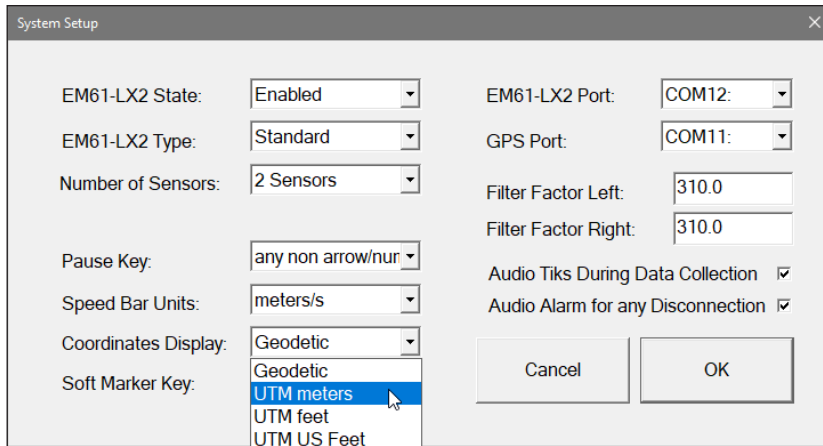 System Setup
EM61-LX2 State: Enabled
EM61-LX2 Type: Standard
Number of Sensors: 2 Sensors
Pause Key: any non arrow/num
Speed Bar Units: meters/s
Coordinates Display: Geodetic
Geodetic
UTM meters
UTM feet
UTM US Feet
Soft Marker Key:
EM61-LX2 Port: COM12:
GPS Port: COM11:
Filter Factor Left: 310.0
Filter Factor Right: 310.0
Audio Tiks During Data Collection
Audio Alarm for any Disconnection
Cancel
OK